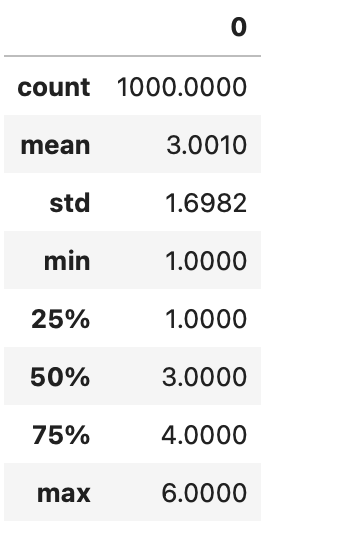 0
count 1000.0000
mean 3.0010
std 1.6982
min 1.0000
25% 1.0000
50% 3.0000
75% 4.0000
max 6.0000